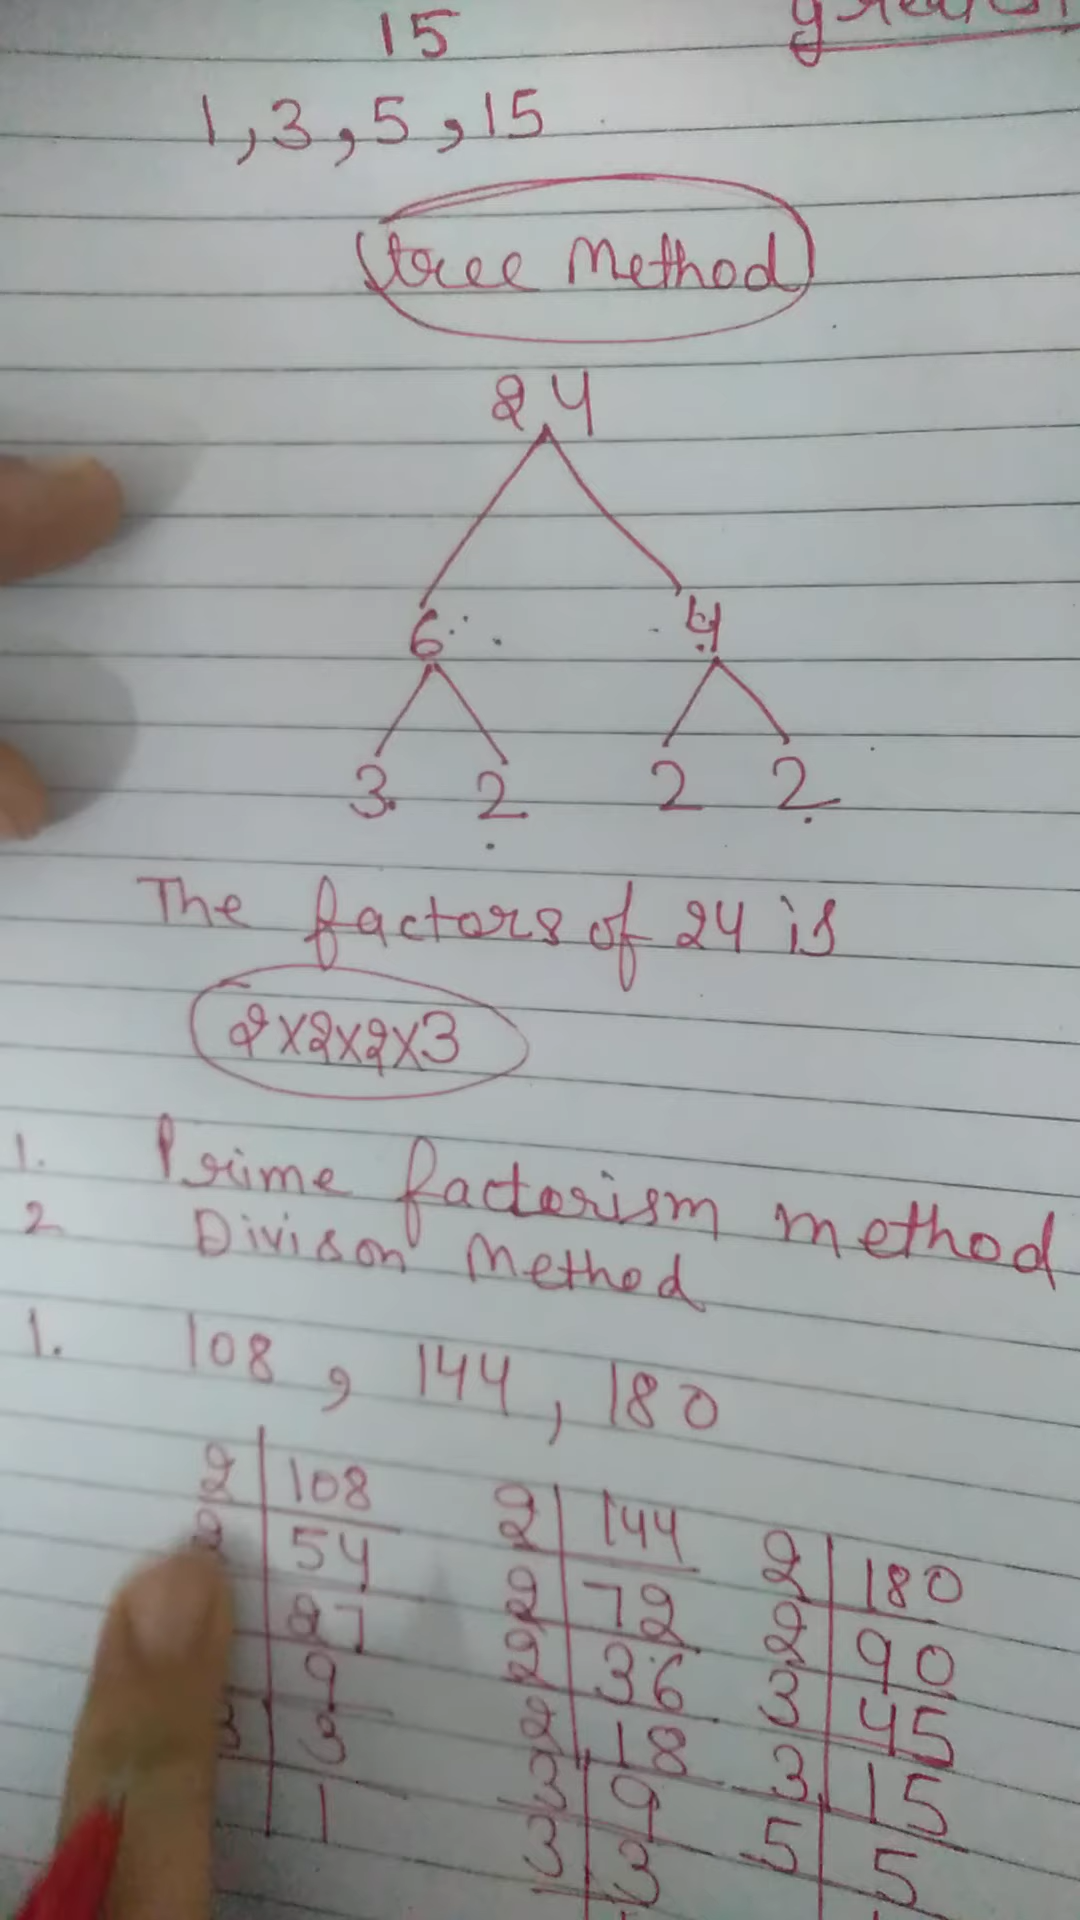 15
1, 3, 5, 15
tree Method
24
6 4
3 2 2 2
The factors of 24 is
2x2x2x3
1. Prime factorism method
2 Divison Method
1. 108, 144, 180
2 108
2 54
27
9
3 3
1
2 144
2 72
2 36
2 18
3 9
3 3
2 180
2 90
3 45
3 15
5 5